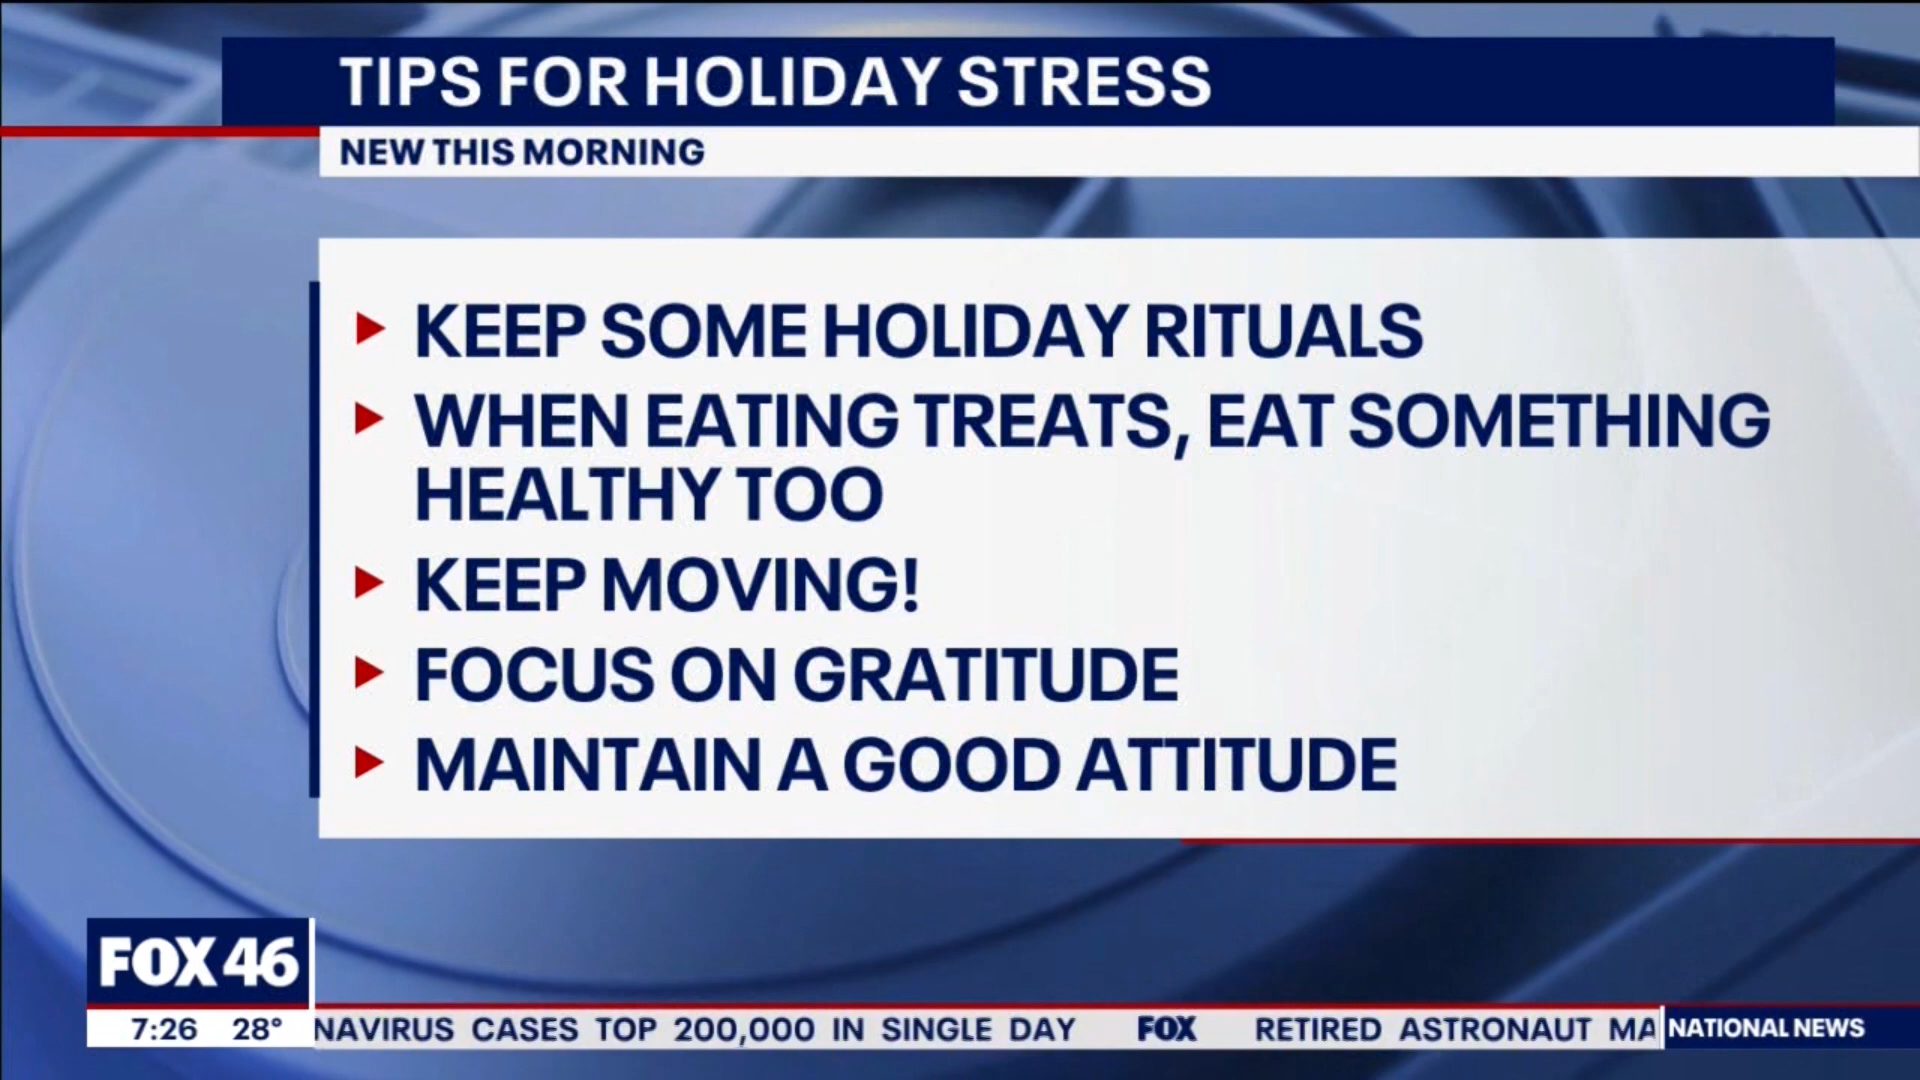 TIPS FOR HOLIDAY STRESS
NEW THIS MORNING
KEEP SOME HOLIDAY RITUALS
WHEN EATING TREATS, EAT SOMETHING
HEALTHY TOO
KEEP MOVING!
FOCUS ON GRATITUDE
MAINTAIN A GOOD ATTITUDE
FOX 46
7:26 28° NAVIRUS CASES TOP 200,000 IN SINGLE DAY FOX RETIRED ASTRONAUT MA NATIONAL NEWS